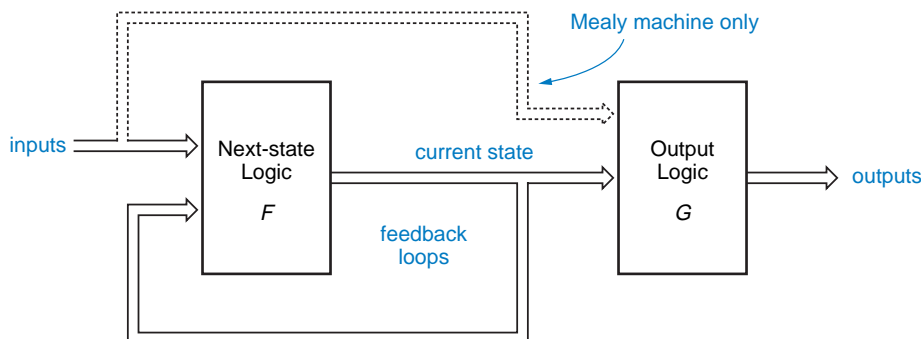 Mealy machine only
inputs
Next-state
Logic
F
current state
feedback
loops
Output
Logic
G
outputs